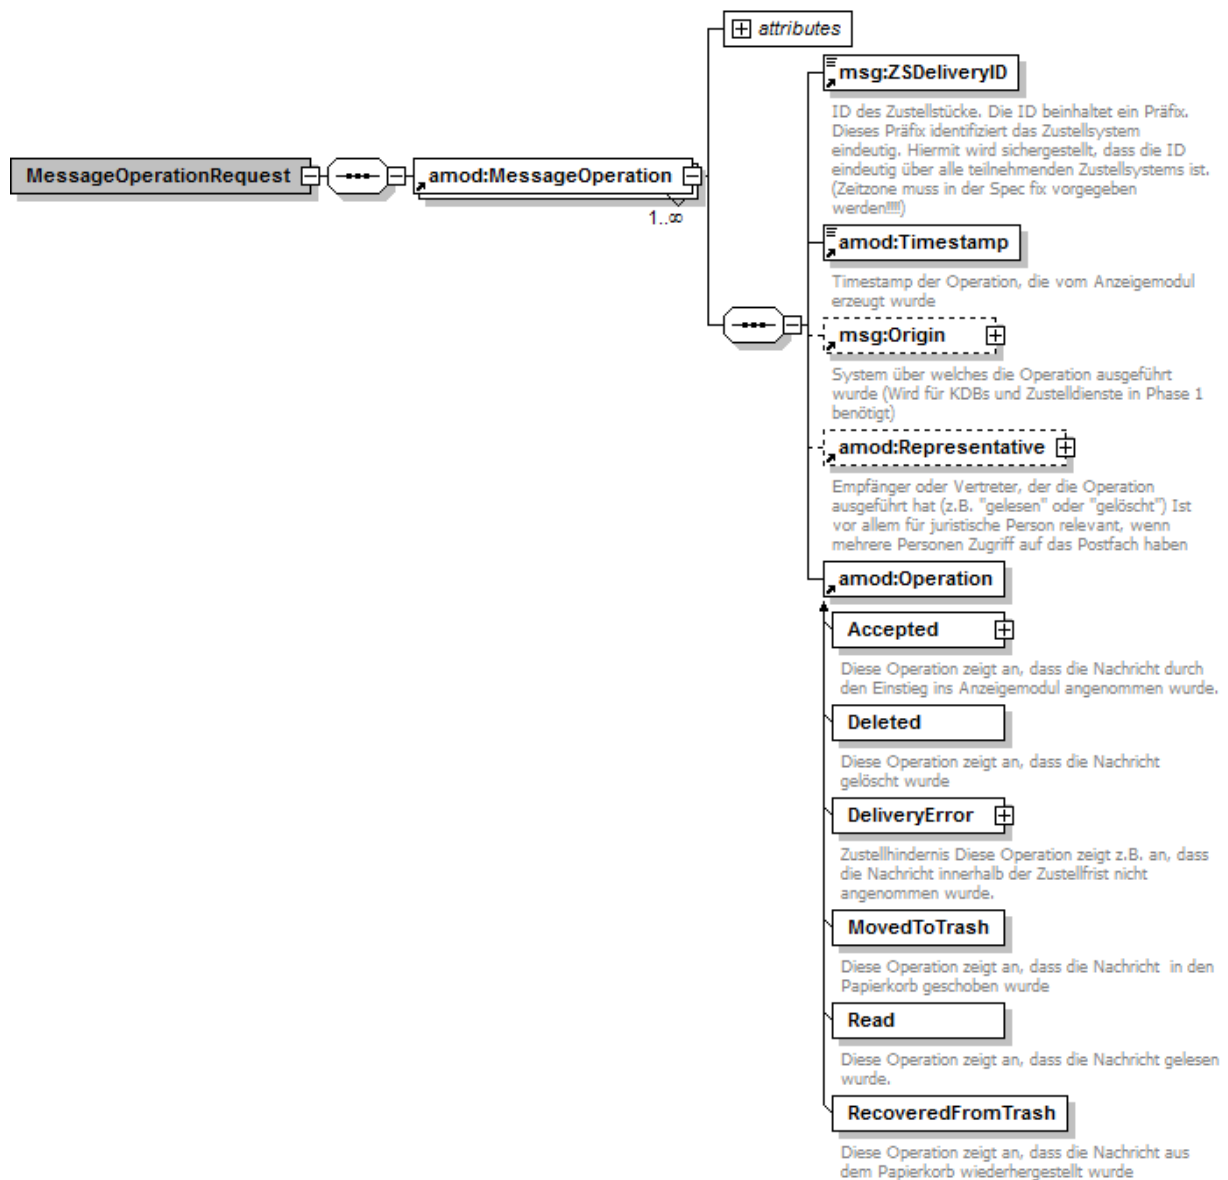 attributes
msg:ZSDeliveryID
ID des Zustellstücke. Die ID beinhaltet ein Präfix.
Dieses Präfix identifiziert das Zustellsystem
eindeutig. Hiermit wird sichergestellt, dass die ID
eindeutig über alle teilnehmenden Zustellsystems ist.
(Zeitzone muss in der Spec fix vorgegeben
werden!!!!)
MessageOperationRequest
amod:MessageOperation
1..∞
amod:Timestamp
Timestamp der Operation, die vom Anzeigemodul
erzeugt wurde
msg:Origin
System über welches die Operation ausgeführt
wurde (Wird für KDBs und Zustelldienste in Phase 1
benötigt)
amod:Representative
Empfänger oder Vertreter, der die Operation
ausgeführt hat (z.B. "gelesen" oder "gelöscht") Ist
vor allem für juristische Person relevant, wenn
mehrere Personen Zugriff auf das Postfach haben
amod:Operation
Accepted
Diese Operation zeigt an, dass die Nachricht durch
den Einstieg ins Anzeigemodul angenommen wurde.
Deleted
Diese Operation zeigt an, dass die Nachricht
gelöscht wurde
DeliveryError
Zustellhindernis Diese Operation zeigt z.B. an, dass
die Nachricht innerhalb der Zustellfrist nicht
angenommen wurde.
MovedToTrash
Diese Operation zeigt an, dass die Nachricht  in den
Papierkorb geschoben wurde
Read
Diese Operation zeigt an, dass die Nachricht gelesen
wurde.
RecoveredFromTrash
Diese Operation zeigt an, dass die Nachricht aus
dem Papierkorb wiederhergestellt wurde